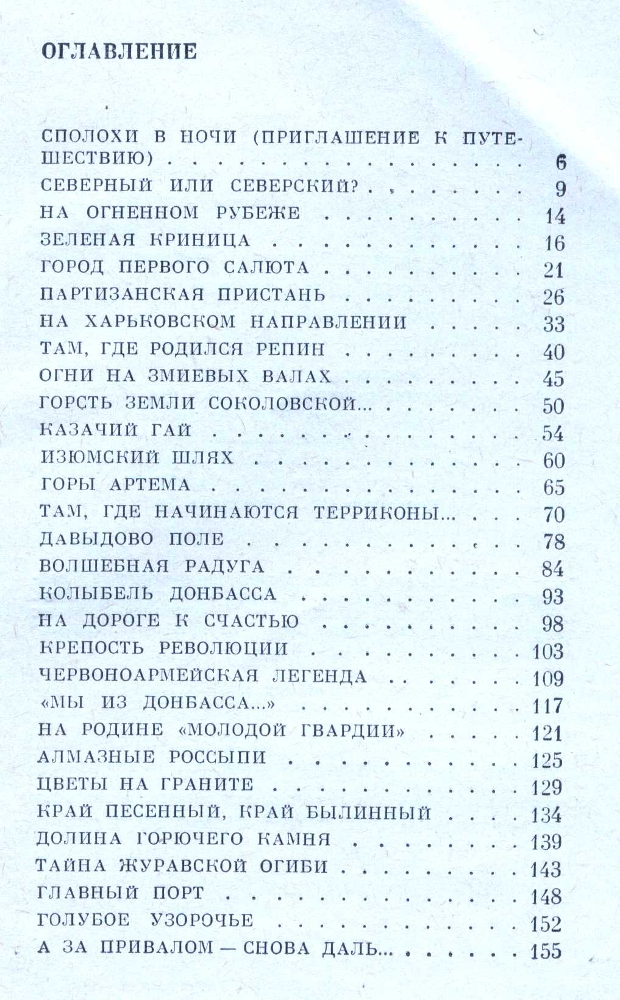 ОГЛАВЛЕНИЕ
СПОЛОХИ В НОЧИ (ПРИГЛАШЕНИЕ К ПУТЕ-
ШЕСТВИЮ) . . . . . . . . . . . . . . . . 6
СЕВЕРНЫЙ ИЛИ СЕВЕРСКИЙ? . . . . . . . . 9
НА ОГНЕННОМ РУБЕЖЕ . . . . . . . . . . 14
ЗЕЛЕНАЯ КРИНИЦА . . . . . . . . . . . . 16
ГОРОД ПЕРВОГО САЛЮТА . . . . . . . . . . 21
ПАРТИЗАНСКАЯ ПРИСТАНЬ . . . . . . . . . 26
НА ХАРЬКОВСКОМ НАПРАВЛЕНИИ . . . . . 33
ТАМ, ГДЕ РОДИЛСЯ РЕПИН . . . . . . . . . 40
ОГНИ НА ЗМИЕВЫХ ВАЛАХ . . . . . . . . . 45
ГОРСТЬ ЗЕМЛИ СОКОЛОВСКОЙ... . . . . . . . 50
КАЗАЧИЙ ГАЙ . . . . . . . . . . . . . . 54
ИЗЮМСКИЙ ШЛЯХ . . . . . . . . . . . . . 60
ГОРЫ АРТЕМА . . . . . . . . . . . . . . 65
ТАМ, ГДЕ НАЧИНАЮТСЯ ТЕРРИКОНЫ... . . . . 70
ДАВЫДОВО ПОЛЕ . . . . . . . . . . . . . 78
ВОЛШЕБНАЯ РАДУГА . . . . . . . . . . . 84
КОЛЫБЕЛЬ ДОНБАССА . . . . . . . . . . . 93
НА ДОРОГЕ К СЧАСТЬЮ . . . . . . . . . . 98
КРЕПОСТЬ РЕВОЛЮЦИИ . . . . . . . . . . 103
ЧЕРВОНОАРМЕЙСКАЯ ЛЕГЕНДА . . . . . . . 109
«МЫ ИЗ ДОНБАССА...» . . . . . . . . . . . 117
НА РОДИНЕ «МОЛОДОЙ ГВАРДИИ» . . . . . 121
АЛМАЗНЫЕ РОССЫПИ . . . . . . . . . . . 125
ЦВЕТЫ НА ГРАНИТЕ . . . . . . . . . . . . 129
КРАЙ ПЕСЕННЫЙ, КРАЙ БЫЛИННЫЙ . . . . 134
ДОЛИНА ГОРЮЧЕГО КАМНЯ . . . . . . . . 139
ТАЙНА ЖУРАВСКОЙ ОГИБИ . . . . . . . . . 143
ГЛАВНЫЙ ПОРТ . . . . . . . . . . . . . 148
ГОЛУБОЕ УЗОРОЧЬЕ . . . . . . . . . . . . 152
А ЗА ПРИВАЛОМ — СНОВА ДАЛЬ... . . . . . . 155